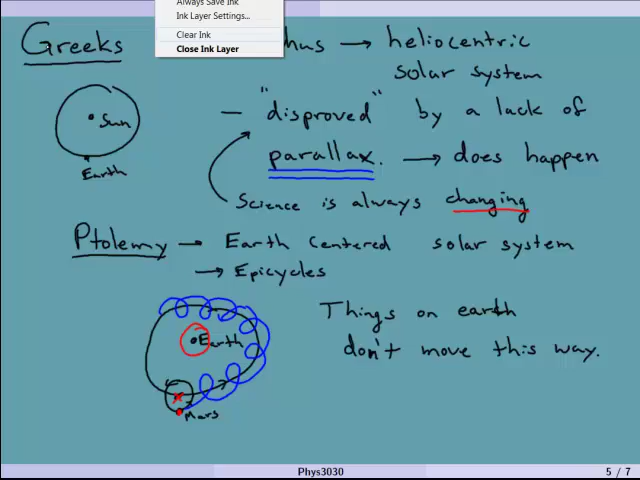 Always Save Ink
Ink Layer Settings...
Clear Ink
Close Ink Layer
Greeks
hus → heliocentric
solar system
Sun
Earth
— "disproved" by a lack of
parallax. → does happen
Science is always changing
Ptolemy → Earth Centered solar system
→ Epicycles
Earth
Mars
Things on earth
don't move this way.
Phys3030
5 / 7